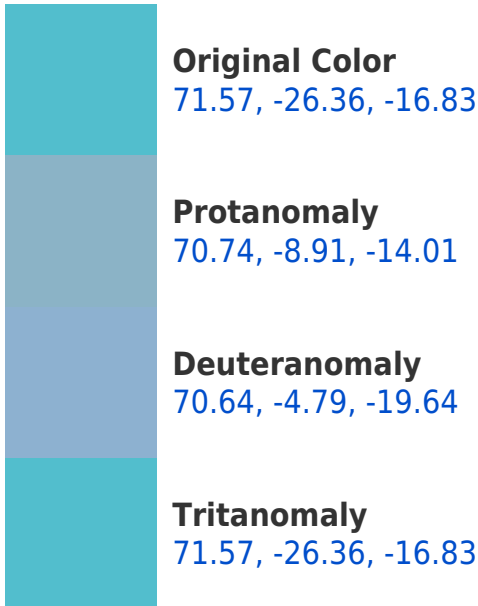 Original Color
71.57, -26.36, -16.83
Protanomaly
70.74, -8.91, -14.01
Deuteranomaly
70.64, -4.79, -19.64
Tritanomaly
71.57, -26.36, -16.83